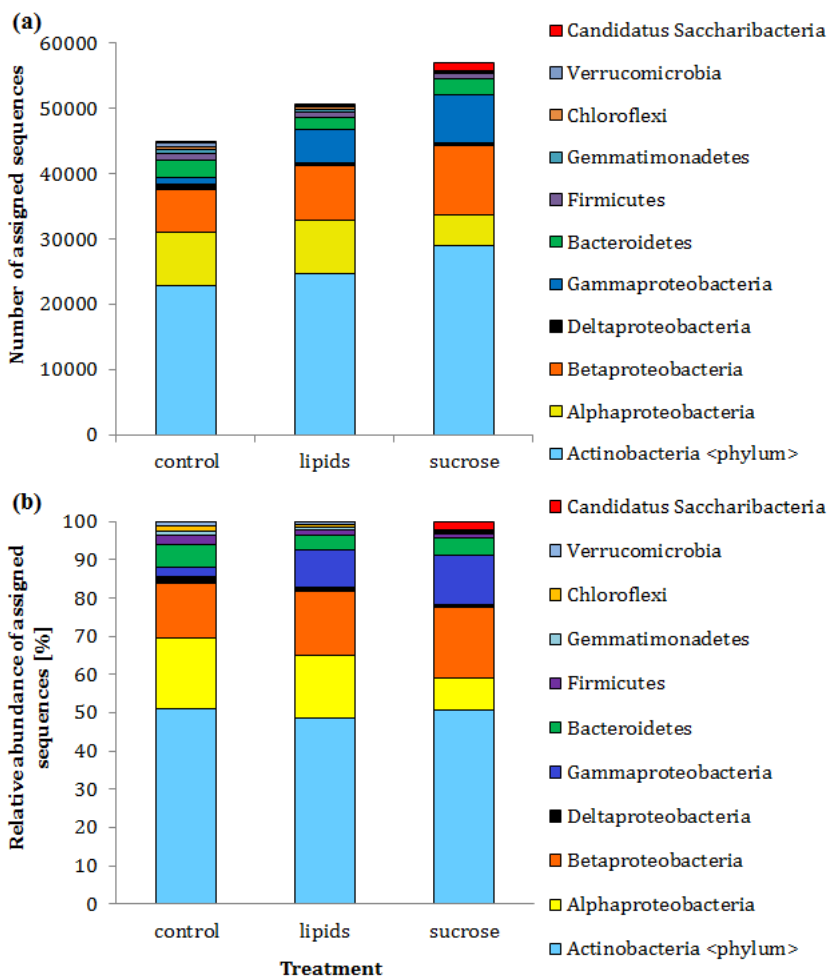 (a)
Number of assigned sequences
60000
50000
40000
30000
20000
10000
0
control
lipids
sucrose
Candidatus Saccharibacteria
Verrucomicrobia
Chloroflexi
Gemmatimonadetes
Firmicutes
Bacteroidetes
Gammaproteobacteria
Deltaproteobacteria
Betaproteobacteria
Alphaproteobacteria
Actinobacteria <phylum>
(b)
Relative abundance of assigned
sequences [%]
100
90
80
70
60
50
40
30
20
10
0
control
lipids
sucrose
Treatment
Candidatus Saccharibacteria
Verrucomicrobia
Chloroflexi
Gemmatimonadetes
Firmicutes
Bacteroidetes
Gammaproteobacteria
Deltaproteobacteria
Betaproteobacteria
Alphaproteobacteria
Actinobacteria <phylum>